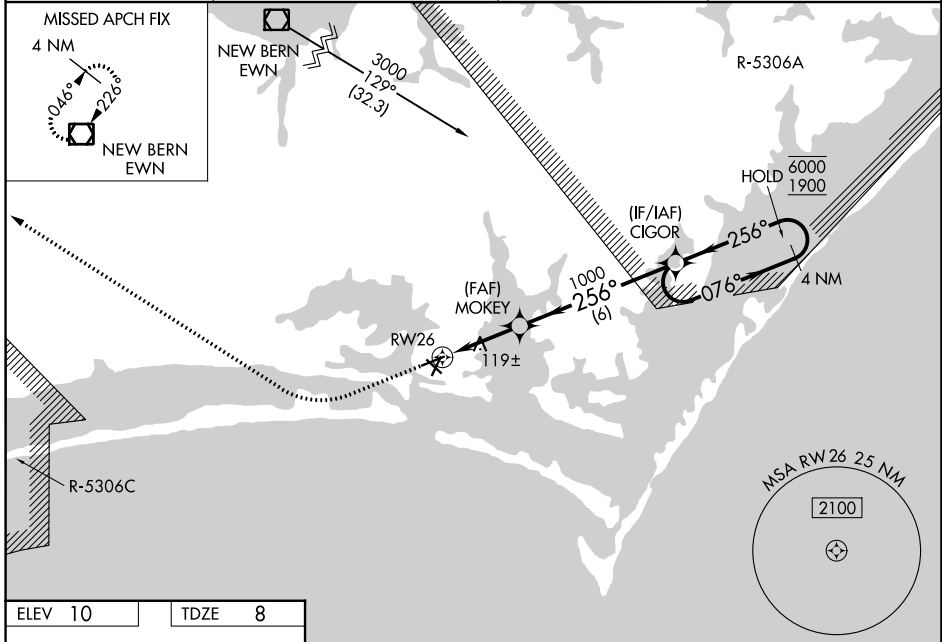 MISSED APCH FIX
4 NM
046°
226°
NEW BERN
EWN
NEW BERN
EWN
3000
129°
(32.3)
R-5306A
HOLD
6000
1900
(IF/IAF)
CIGOR
256°
076°
4 NM
1000
256°
(6)
(FAF)
MOKEY
RW26
119±
R-5306C
MSA RW26 25 NM
2100
ELEV 10
TDZE 8